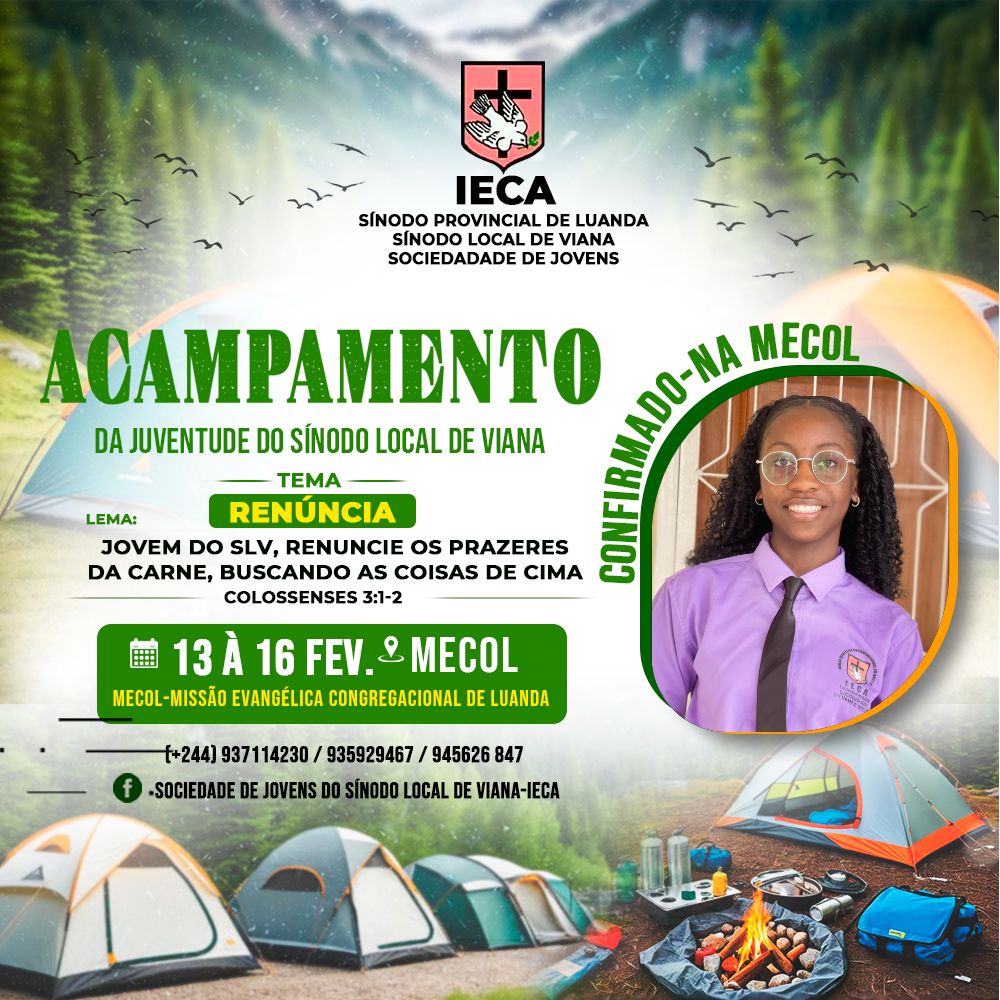 IECA
SÍNODO PROVINCIAL DE LUANDA
SÍNODO LOCAL DE VIANA
SOCIEDADADE DE JOVENS
ACAMPAMENTO
DA JUVENTUDE DO SÍNODO LOCAL DE VIANA
TEMA
RENÚNCIA
LEMA:
JOVEM DO SLV, RENUNCIE OS PRAZERES
DA CARNE, BUSCANDO AS COISAS DE CIMA
COLOSSENSES 3:1-2
CONFIRMADO-NA MECOL
13 À 16 FEV. MECOL
MECOL-MISSÃO EVANGÉLICA CONGREGACIONAL DE LUANDA
(+244) 937114230 / 935929467 / 945626 847
-SOCIEDADE DE JOVENS DO SÍNODO LOCAL DE VIANA-IECA
IECA